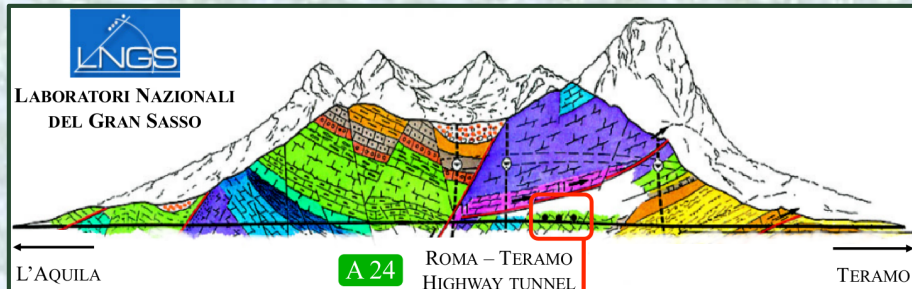 LNGS
LABORATORI NAZIONALI
DEL GRAN SASSO
L'AQUILA
A 24
ROMA – TERAMO
HIGHWAY TUNNEL
TERAMO